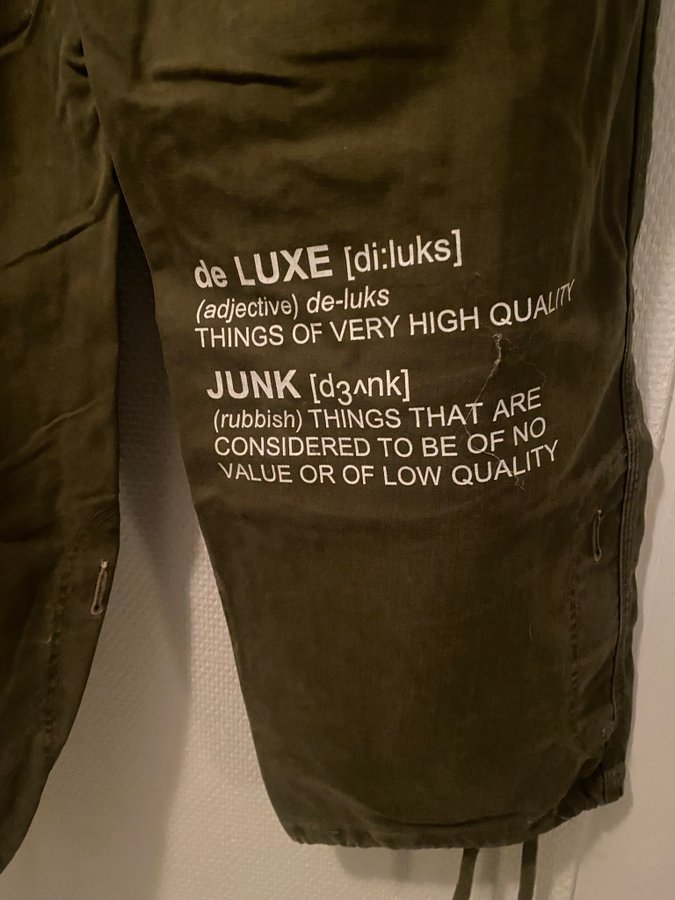 de LUXE [di:luks]
(adjective) de-luks
THINGS OF VERY HIGH QUALITY
JUNK [dʒʌnk]
(rubbish) THINGS THAT ARE
CONSIDERED TO BE OF NO
VALUE OR OF LOW QUALITY